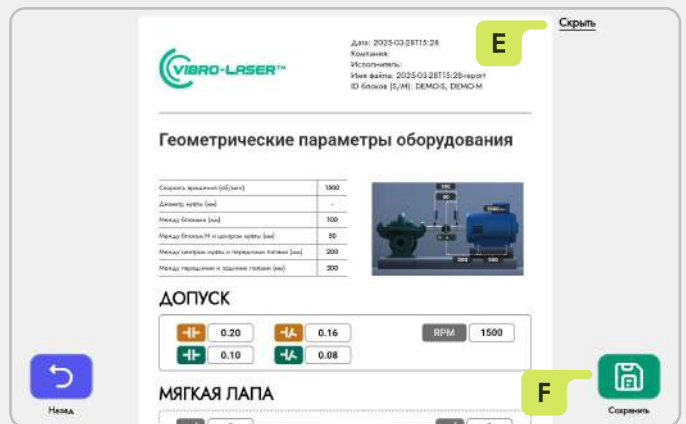 Скрыть
E
VIBRO-LASER™
Дата: 2025-03-28T15:28
Компания:
Исполнитель:
Имя файла: 2025-03-28T15:28-report
ID блоков (S/M): DEMO-S, DEMO-M
Геометрические параметры оборудования
Скорость вращения (об/мин) 1500
Диаметр муфты (мм) -
Между блоками (мм) 100
Между блоком М и центром муфты (мм) 50
Между центром муфты и передними лапами (мм) 200
Между передними и задними лапами (мм) 300
100
50
ДОПУСК
0.20 0.16 RPM 1500
0.10 0.08
МЯГКАЯ ЛАПА
Назад
F
Сохранить